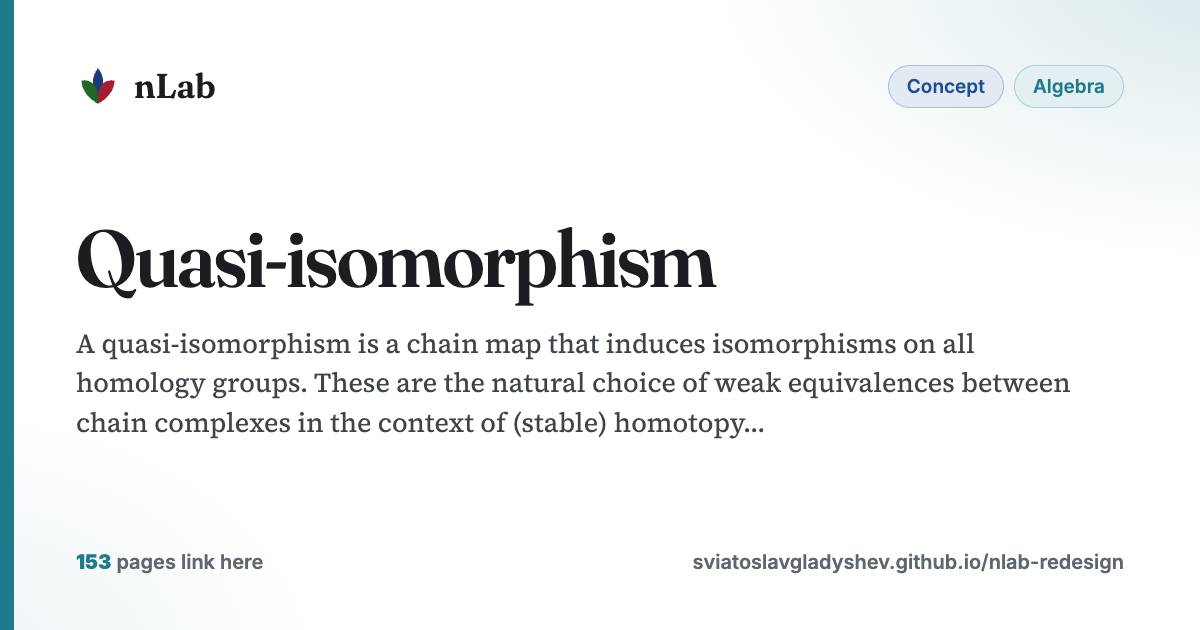 nLab
Concept
Algebra
Quasi-isomorphism
A quasi-isomorphism is a chain map that induces isomorphisms on all
homology groups. These are the natural choice of weak equivalences between
chain complexes in the context of (stable) homotopy...
153 pages link here
sviatoslavgladyshev.github.io/nlab-redesign